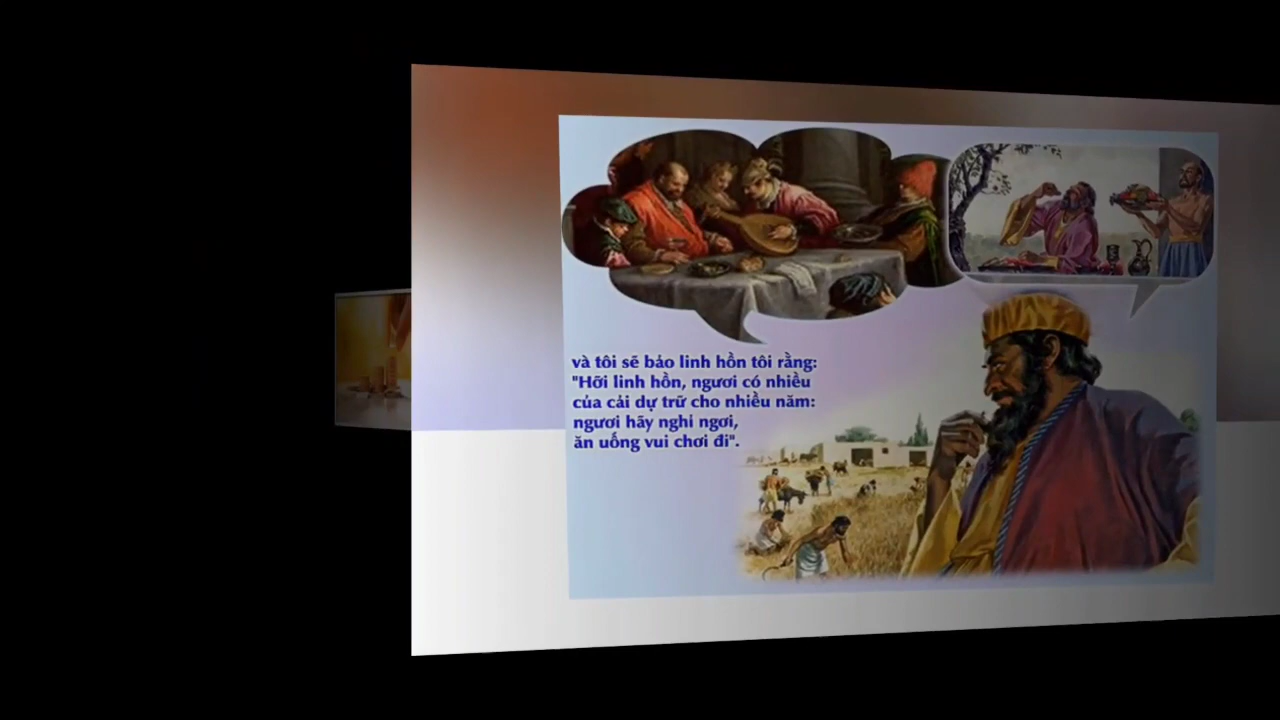 và tôi sẽ bảo linh hồn tôi rằng:
"Hỡi linh hồn, ngươi có nhiều
của cải dự trữ cho nhiều năm:
ngươi hãy nghỉ ngơi,
ăn uống vui chơi đi".